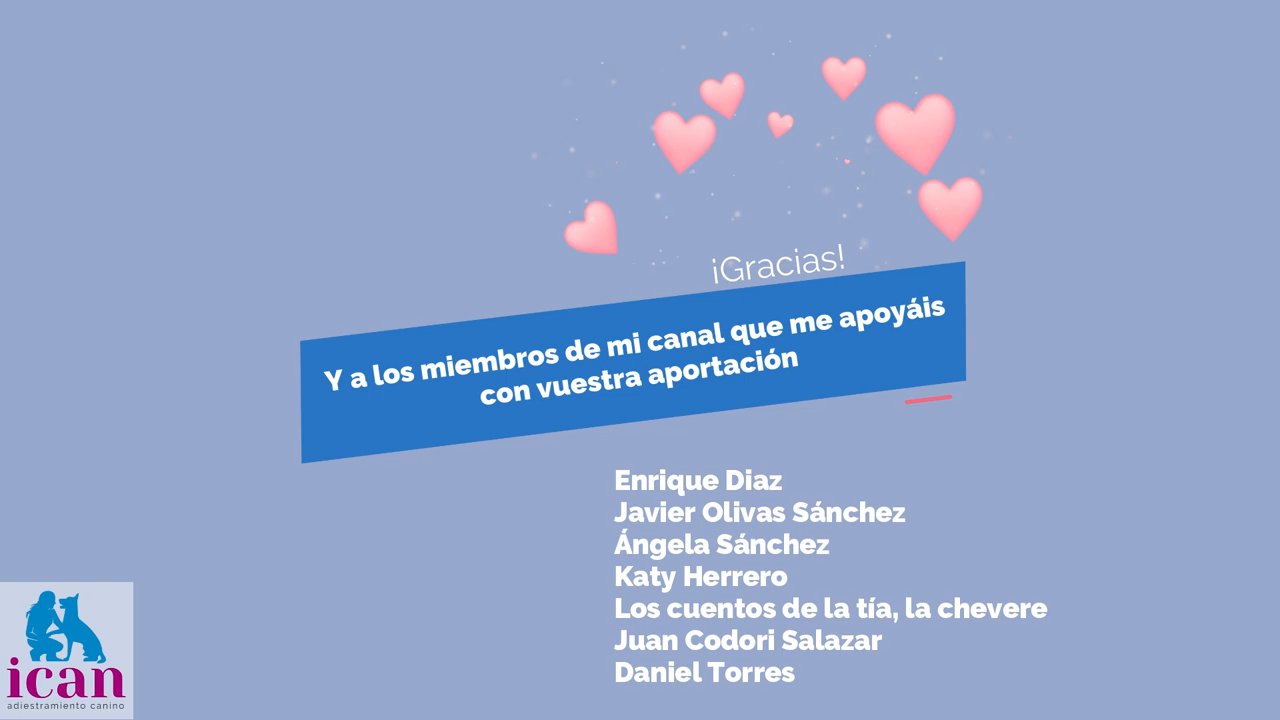 ¡Gracias!
Y a los miembros de mi canal que me apoyáis
con vuestra aportación
Enrique Diaz
Javier Olivas Sánchez
Ángela Sánchez
Katy Herrero
Los cuentos de la tía, la chevere
Juan Codori Salazar
Daniel Torres
ican
adiestramiento canino